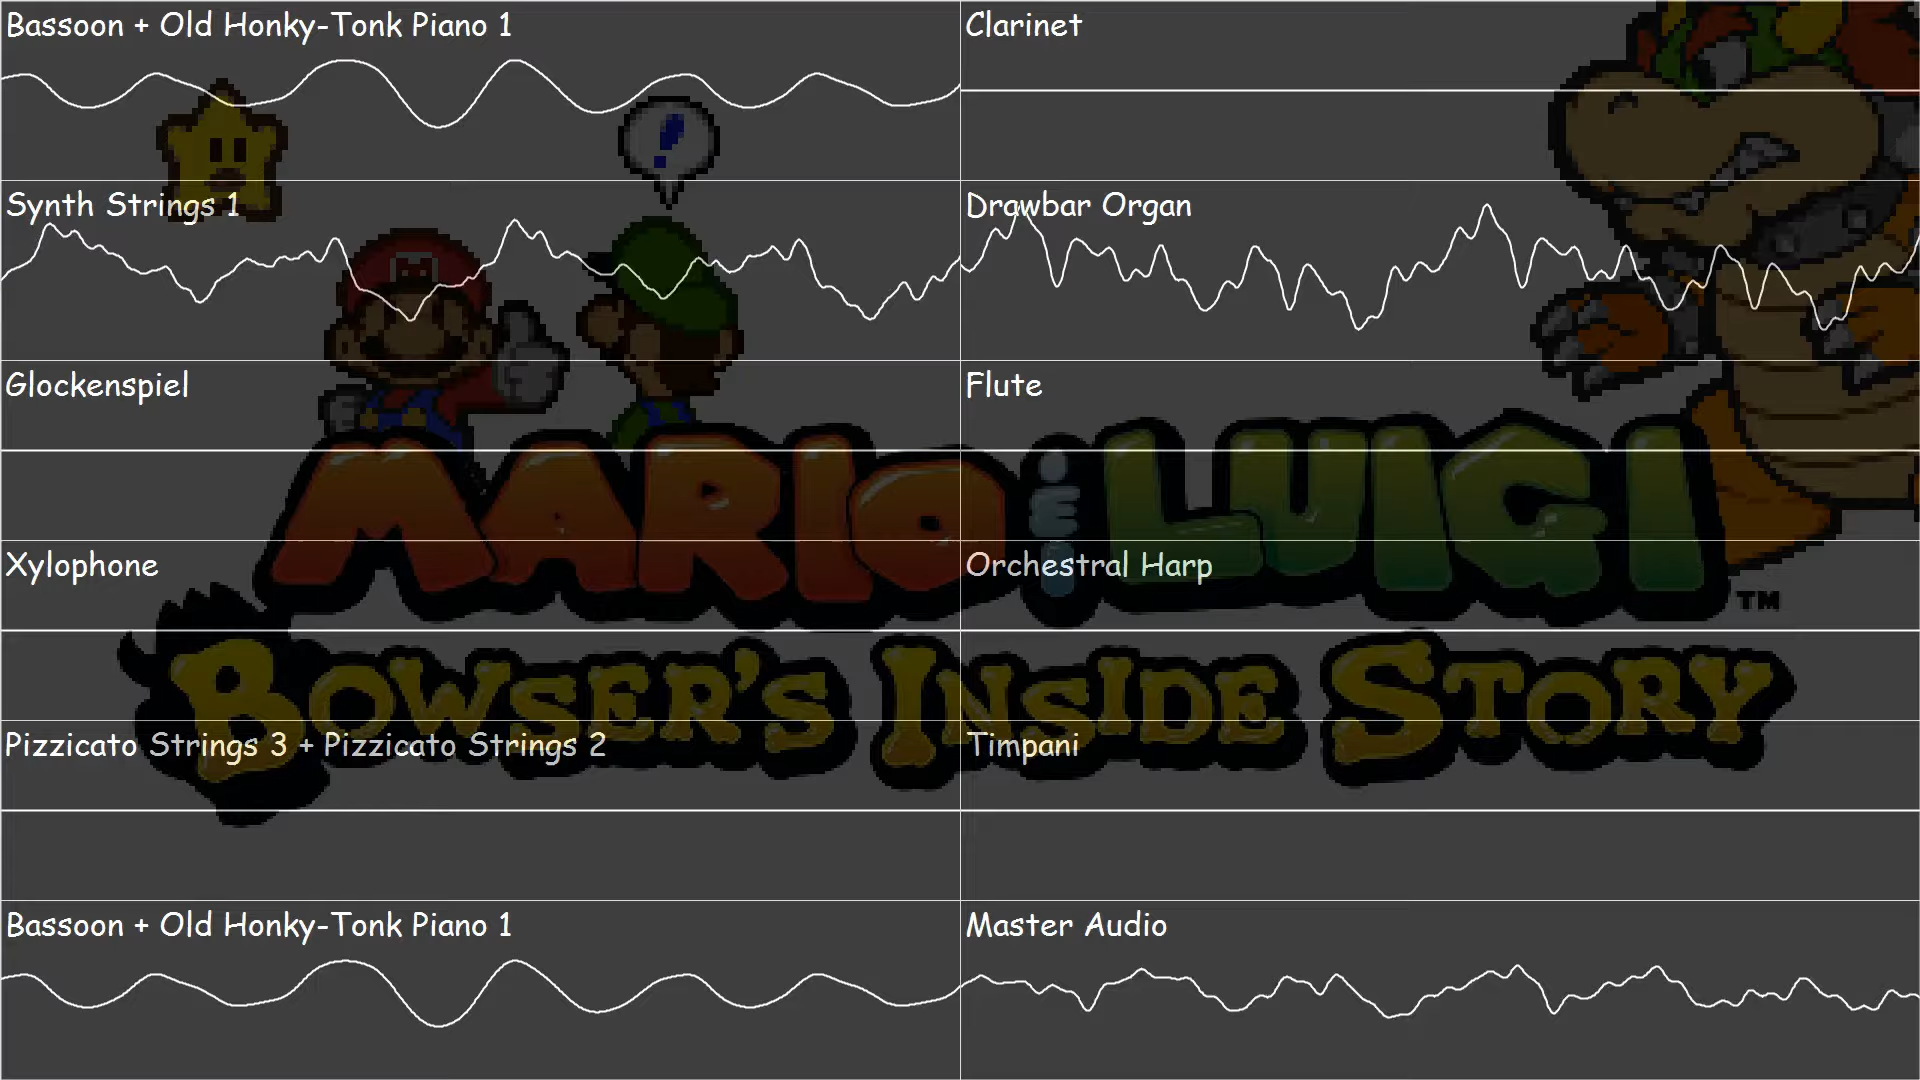 Bassoon + Old Honky-Tonk Piano 1
Clarinet
!
Synth Strings 1
Drawbar Organ
M
Glockenspiel
Flute
MARIO & LUIGI
Xylophone
Orchestral Harp
TM
BOWSER'S INSIDE STORY
Pizzicato Strings 3 + Pizzicato Strings 2
Timpani
Bassoon + Old Honky-Tonk Piano 1
Master Audio